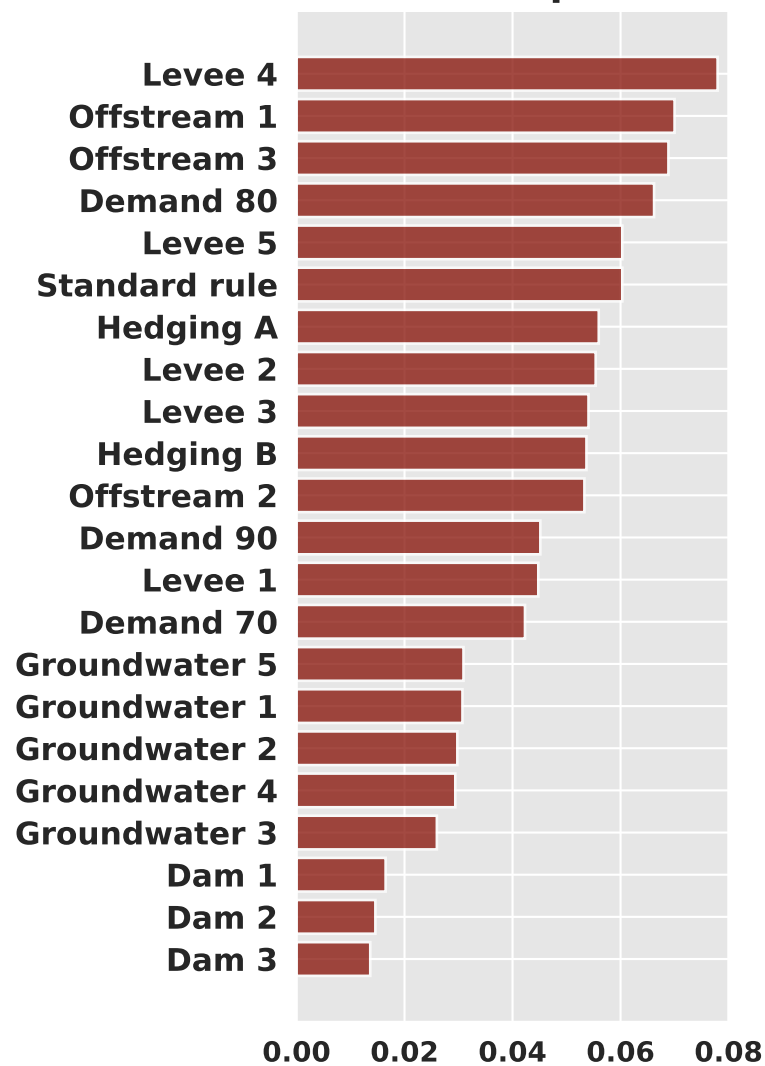 Levee 4
Offstream 1
Offstream 3
Demand 80
Levee 5
Standard rule
Hedging A
Levee 2
Levee 3
Hedging B
Offstream 2
Demand 90
Levee 1
Demand 70
Groundwater 5
Groundwater 1
Groundwater 2
Groundwater 4
Groundwater 3
Dam 1
Dam 2
Dam 3
0.00 0.02 0.04 0.06 0.08